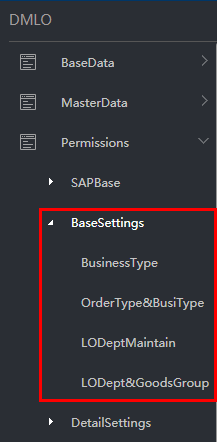 DMLO
BaseData
MasterData
Permissions
SAPBase
BaseSettings
BusinessType
OrderType&BusiType
LODeptMaintain
LODept&GoodsGroup
DetailSettings